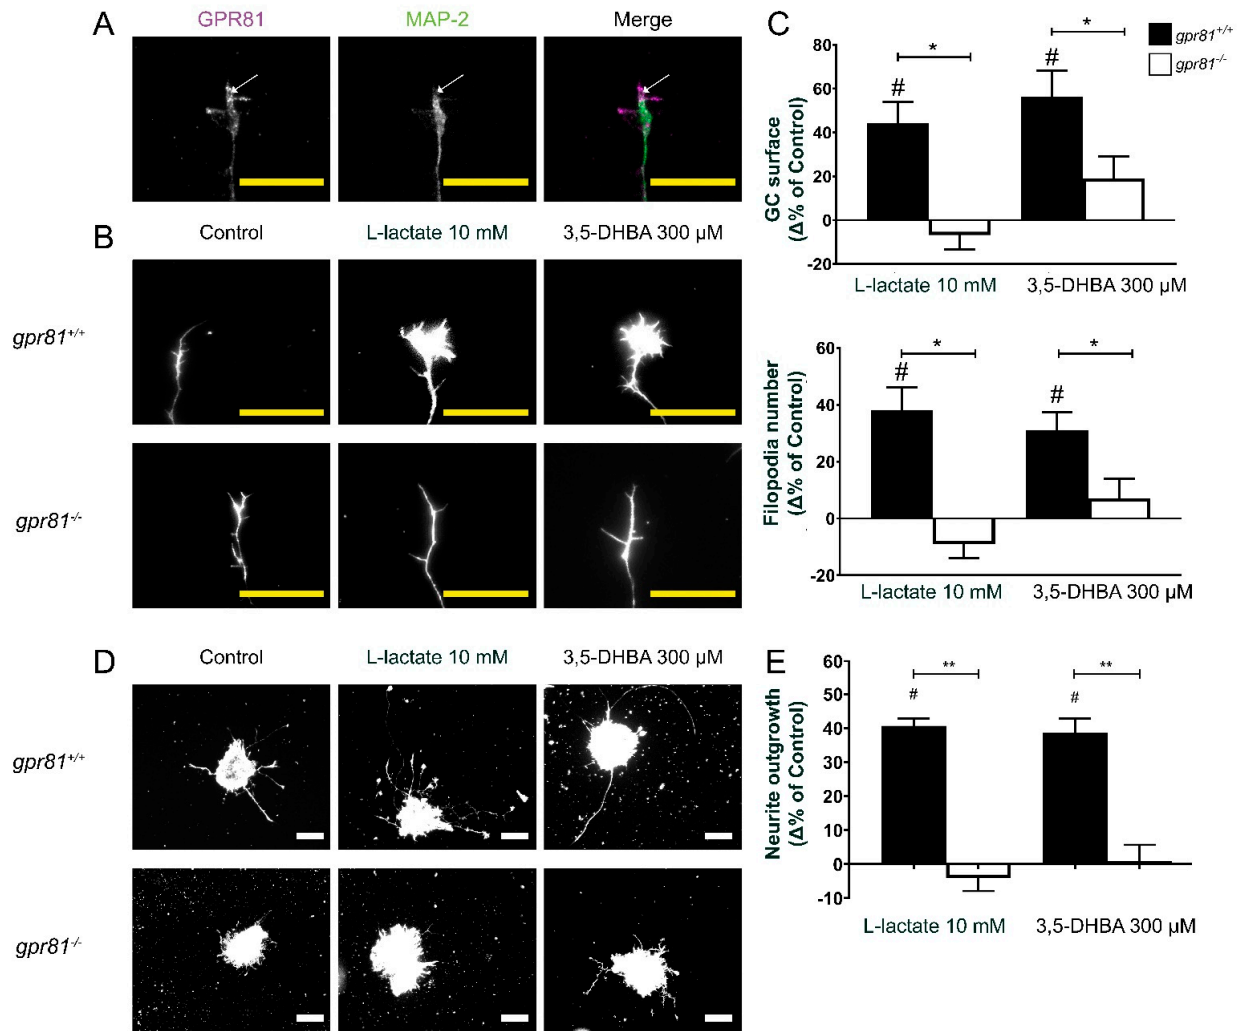 A
GPR81
MAP-2
Merge
B
Control
L-lactate 10 mM
3,5-DHBA 300 µM
gpr81+/+
gpr81-/-
C
gpr81+/+
gpr81-/-
GC surface
(Δ% of Control)
80
60
40
20
0
-20
#
*
#
*
L-lactate 10 mM
3,5-DHBA 300 µM
Filopodia number
(Δ% of Control)
60
40
20
0
-20
#
*
#
*
L-lactate 10 mM
3,5-DHBA 300 µM
D
Control
L-lactate 10 mM
3,5-DHBA 300 µM
gpr81+/+
gpr81-/-
E
Neurite outgrowth
(Δ% of Control)
60
50
40
30
20
10
0
-10
#
**
#
**
L-lactate 10 mM
3,5-DHBA 300 µM